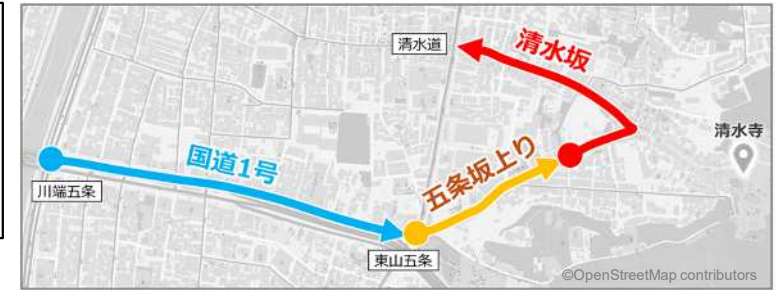 清水道
清水坂
清水寺
国道1号
五条坂上り
川端五条
東山五条
©OpenStreetMap contributors